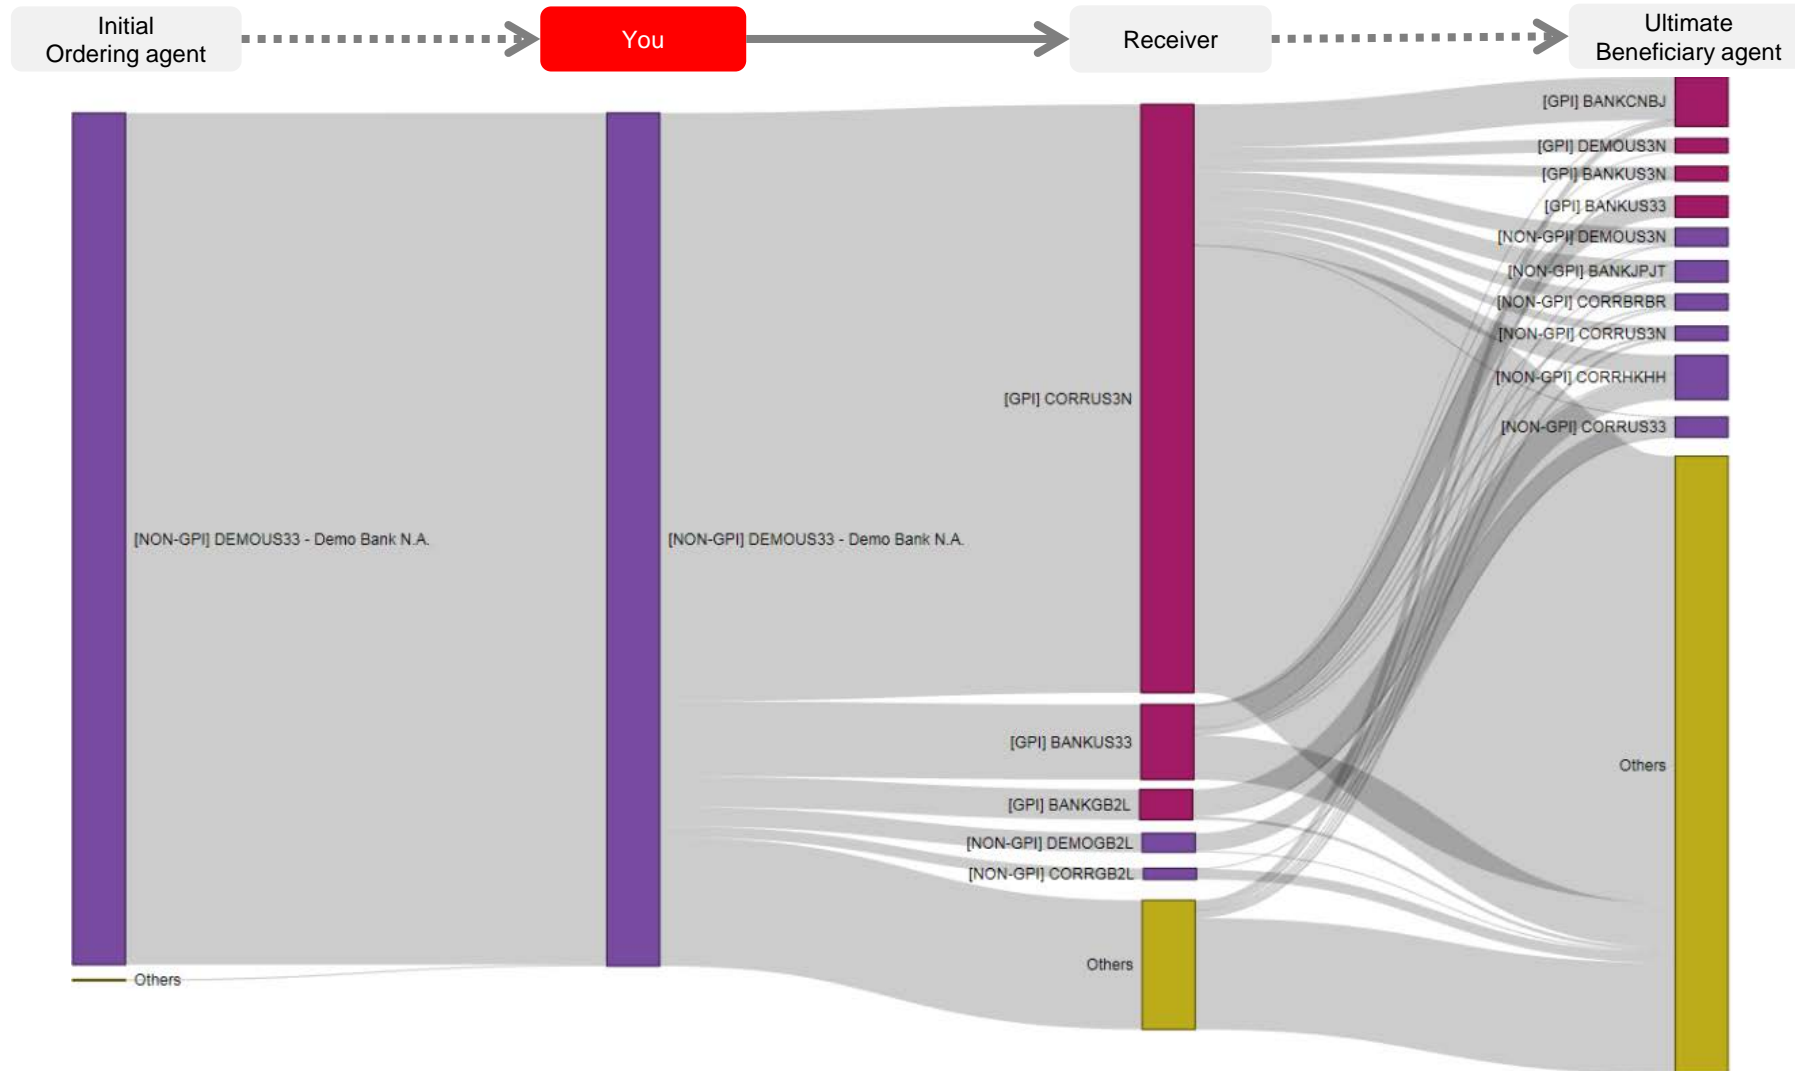 Initial
Ordering agent
You
Receiver
Ultimate
Beneficiary agent
[NON-GPI] DEMOUS33 - Demo Bank N.A.
Others
[NON-GPI] DEMOUS33 - Demo Bank N.A.
[GPI] CORRUS3N
[GPI] BANKUS33
[GPI] BANKGB2L
[NON-GPI] DEMOGB2L
[NON-GPI] CORRGB2L
Others
[GPI] BANKCNBJ
[GPI] DEMOUS3N
[GPI] BANKUS3N
[GPI] BANKUS33
[NON-GPI] DEMOUS3N
[NON-GPI] BANKJPJT
[NON-GPI] CORRBRBR
[NON-GPI] CORRUS3N
[NON-GPI] CORRHKHH
[NON-GPI] CORRUS33
Others